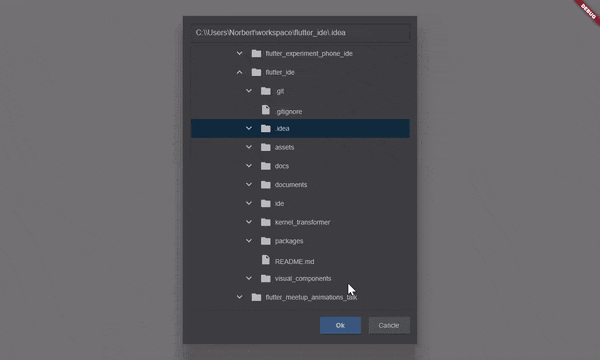 DEBUG
C:\\Users\Norbert\workspace\flutter_ide\.idea
flutter_experiment_phone_ide
flutter_ide
.git
.gitignore
.idea
assets
docs
documents
ide
kernel_transformer
packages
README.md
visual_components
flutter_meetup_animations_talk
Ok
Cancle